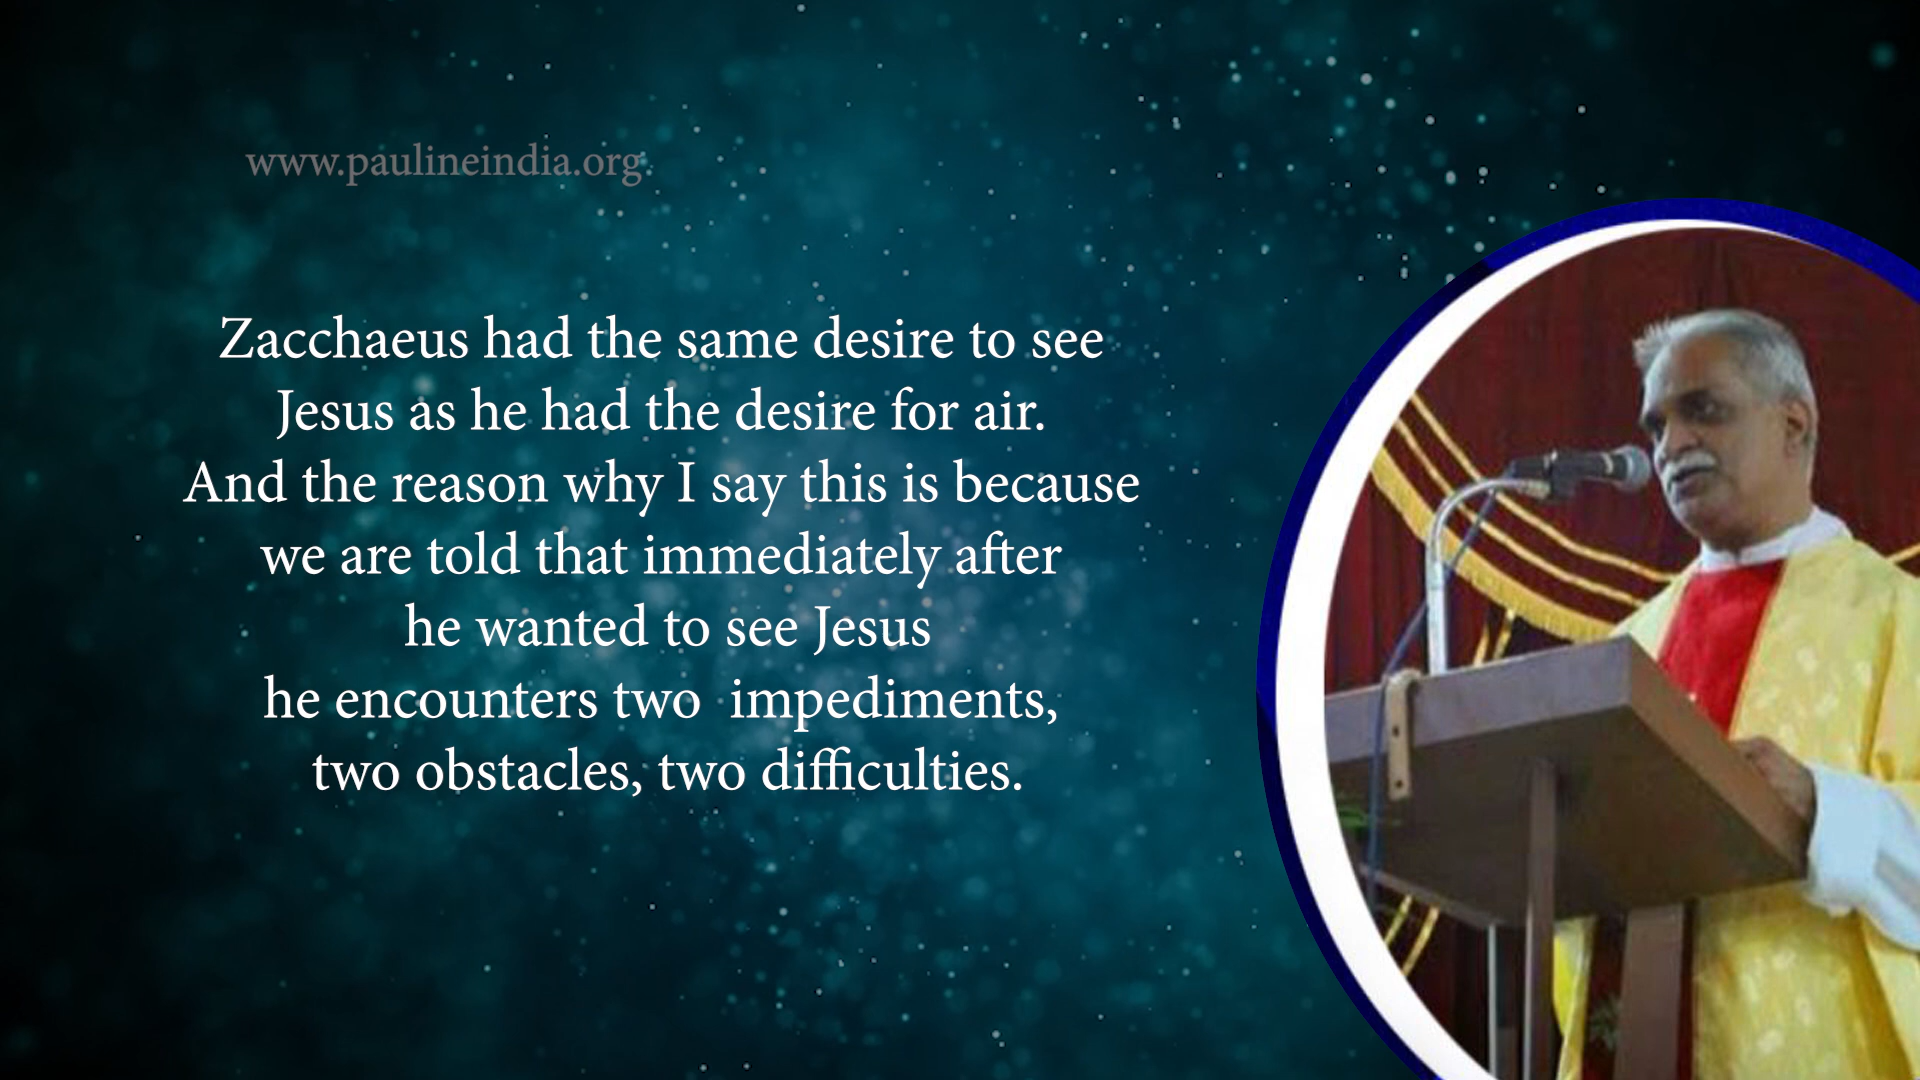 www.paulineindia.org.
Zacchaeus had the same desire to see
Jesus as he had the desire for air.
And the reason why I say this is because
we are told that immediately after
he wanted to see Jesus
he encounters two impediments,
two obstacles, two difficulties.